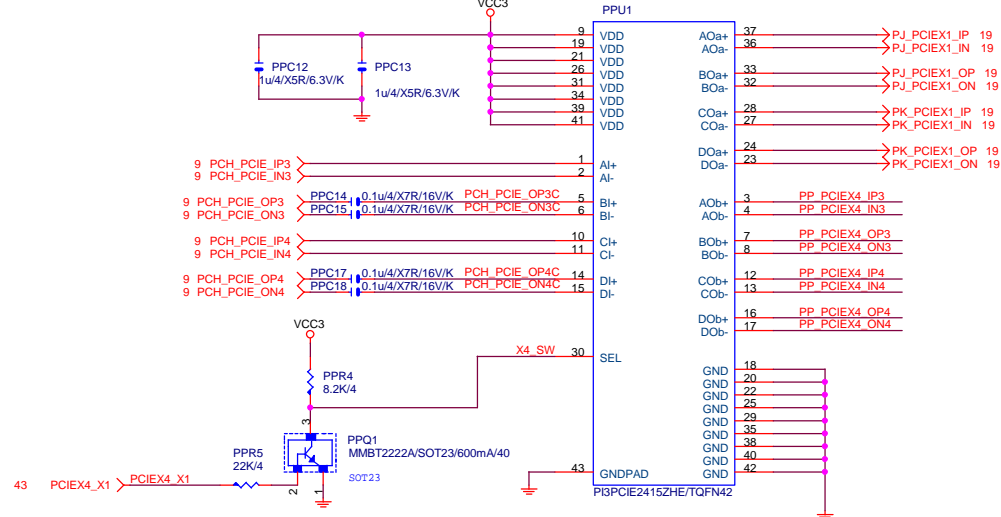 VCC3
PPU1
PPC12
1u/4/X5R/6.3V/K
PPC13
1u/4/X5R/6.3V/K
9 VDD
19 VDD
21 VDD
26 VDD
31 VDD
34 VDD
39 VDD
41 VDD
AOa+ 37 PJ_PCIEX1_IP 19
AOa- 36 PJ_PCIEX1_IN 19
BOa+ 33 PJ_PCIEX1_OP 19
BOa- 32 PJ_PCIEX1_ON 19
COa+ 28 PK_PCIEX1_IP 19
COa- 27 PK_PCIEX1_IN 19
DOa+ 24 PK_PCIEX1_OP 19
DOa- 23 PK_PCIEX1_ON 19
9 PCH_PCIE_IP3 1 AI+
9 PCH_PCIE_IN3 2 AI-
9 PCH_PCIE_OP3 PPC14 0.1u/4/X7R/16V/K PCH_PCIE_OP3C 5 BI+
9 PCH_PCIE_ON3 PPC15 0.1u/4/X7R/16V/K PCH_PCIE_ON3C 6 BI-
9 PCH_PCIE_IP4 10 CI+
9 PCH_PCIE_IN4 11 CI-
9 PCH_PCIE_OP4 PPC17 0.1u/4/X7R/16V/K PCH_PCIE_OP4C 14 DI+
9 PCH_PCIE_ON4 PPC18 0.1u/4/X7R/16V/K PCH_PCIE_ON4C 15 DI-
AOb+ 3 PP_PCIEX4_IP3
AOb- 4 PP_PCIEX4_IN3
BOb+ 7 PP_PCIEX4_OP3
BOb- 8 PP_PCIEX4_ON3
COb+ 12 PP_PCIEX4_IP4
COb- 13 PP_PCIEX4_IN4
DOb+ 16 PP_PCIEX4_OP4
DOb- 17 PP_PCIEX4_ON4
VCC3
X4_SW 30 SEL
PPR4
8.2K/4
GND 18
GND 20
GND 22
GND 25
GND 29
GND 35
GND 38
GND 40
GND 42
3
PPQ1
MMBT2222A/SOT23/600mA/40
SOT23
PPR5
22K/4
43 PCIEX4_X1 PCIEX4_X1
2
1
43 GNDPAD
PI3PCIE2415ZHE/TQFN42